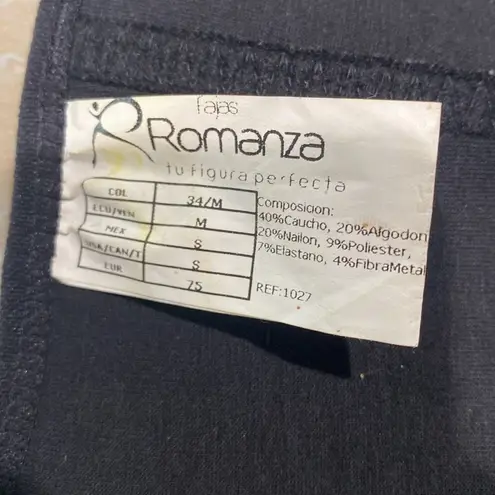 fajas
Romanza
tu figura perfecta
COL 34/M
ECU/VEN M
MEX S
USA/CAN/T S
EUR 75
Composicion:
40%Caucho, 20%Algodon
20%Nailon, 9%Poliester,
7%Elastano, 4%FibraMetal
REF:1027